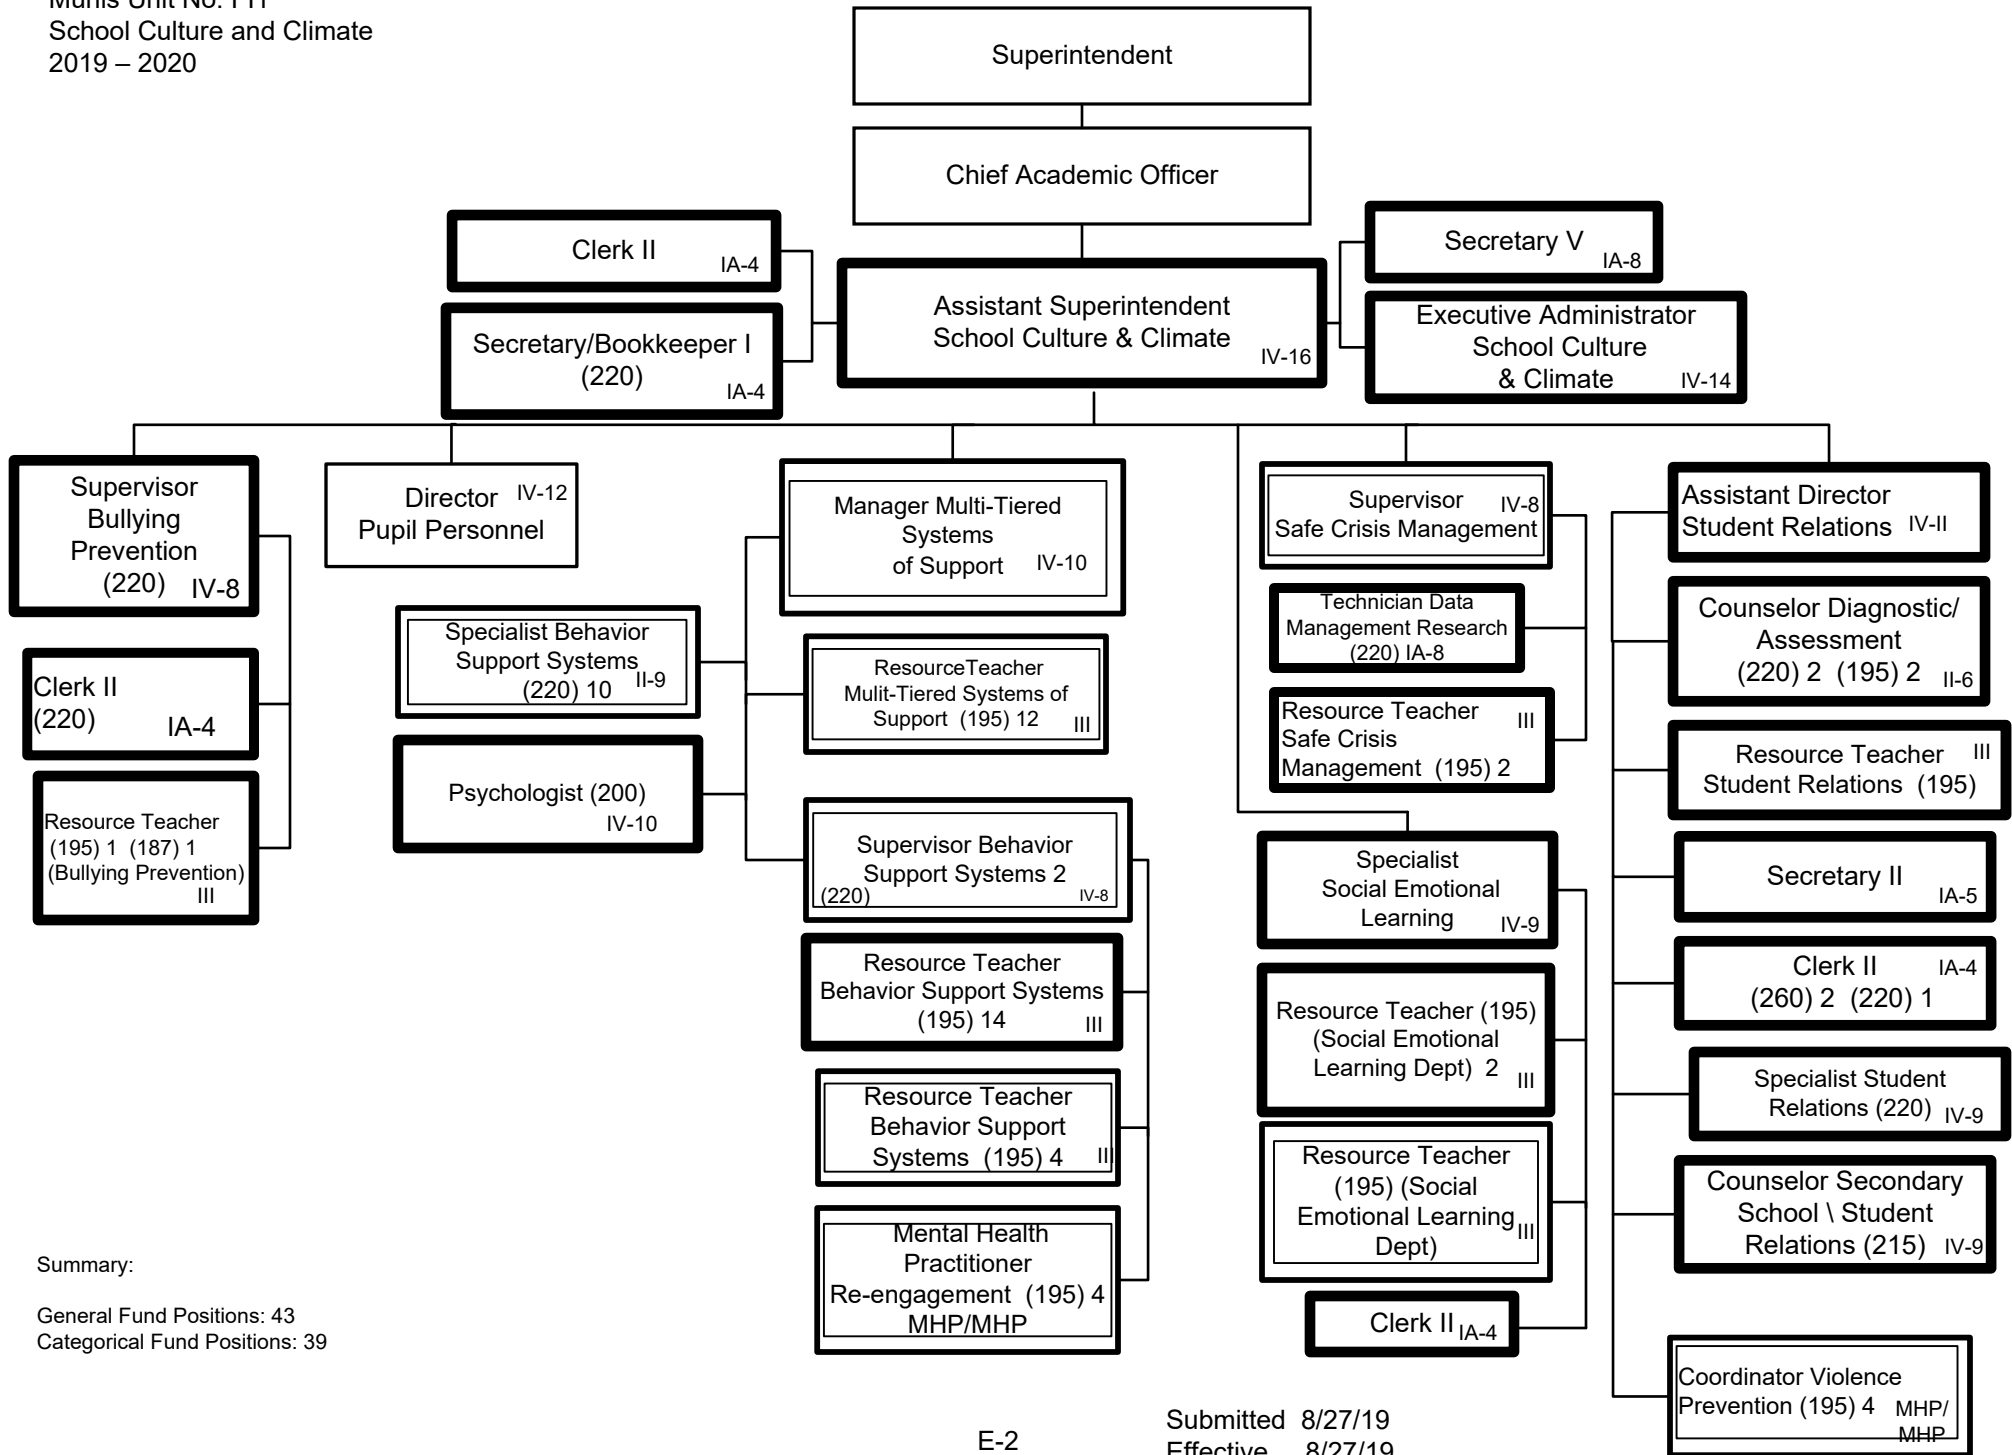 Munis Unit No. FTI
School Culture and Climate
2019 – 2020
Superintendent
Chief Academic Officer
Clerk II
IA-4
Secretary/Bookkeeper I
(220)
IA-4
Assistant Superintendent
School Culture & Climate
IV-16
Secretary V
IA-8
Executive Administrator
School Culture
& Climate IV-14
Supervisor
Bullying
Prevention
(220) IV-8
Clerk II
(220) IA-4
Resource Teacher
(195) 1 (187) 1
(Bullying Prevention)
III
Director IV-12
Pupil Personnel
Manager Multi-Tiered
Systems
of Support IV-10
Specialist Behavior
Support Systems
(220) 10 II-9
Psychologist (200)
IV-10
ResourceTeacher
Mulit-Tiered Systems of
Support (195) 12 III
Supervisor Behavior
Support Systems 2
(220) IV-8
Resource Teacher
Behavior Support Systems
(195) 14 III
Resource Teacher
Behavior Support
Systems (195) 4 III
Mental Health
Practitioner
Re-engagement (195) 4
MHP/MHP
Supervisor IV-8
Safe Crisis Management
Technician Data
Management Research
(220) IA-8
Resource Teacher III
Safe Crisis
Management (195) 2
Specialist
Social Emotional
Learning IV-9
Resource Teacher (195)
(Social Emotional
Learning Dept) 2 III
Resource Teacher
(195) (Social
Emotional Learning III
Dept)
Clerk II IA-4
Assistant Director
Student Relations IV-II
Counselor Diagnostic/
Assessment
(220) 2 (195) 2 II-6
Resource Teacher III
Student Relations (195)
Secretary II
IA-5
Clerk II IA-4
(260) 2 (220) 1
Specialist Student
Relations (220) IV-9
Counselor Secondary
School \ Student
Relations (215) IV-9
Coordinator Violence
Prevention (195) 4 MHP/
MHP
Summary:
General Fund Positions: 43
Categorical Fund Positions: 39
E-2
Submitted 8/27/19
Effective 8/27/19